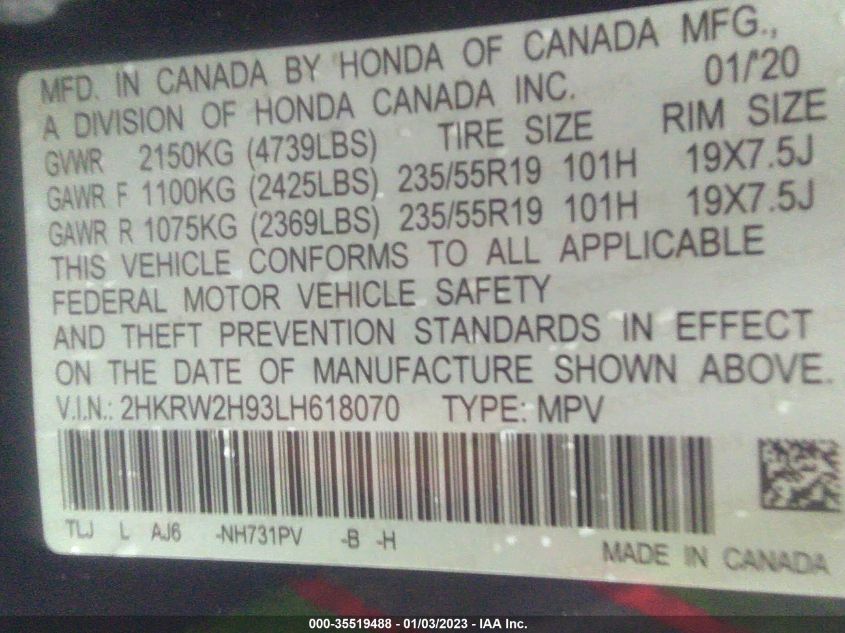 MFD. IN CANADA BY HONDA OF CANADA MFG.,
A DIVISION OF HONDA CANADA INC. 01/'20
GVWR 2150KG (4739LBS) TIRE SIZE RIM SIZE
GAWR F 1100KG (2425LBS) 235/55R19 101H 19X7.5J
GAWR R 1075KG (2369LBS) 235/55R19 101H 19X7.5J
THIS VEHICLE CONFORMS TO ALL APPLICABLE
FEDERAL MOTOR VEHICLE SAFETY
AND THEFT PREVENTION STANDARDS IN EFFECT
ON THE DATE OF MANUFACTURE SHOWN ABOVE.
V.I.N.: 2HKRW2H93LH618070 TYPE: MPV
TLJ L AJ6 -NH731PV -B -H
MADE IN CANADA
000-35519488 - 01/03/2023 - IAA Inc.